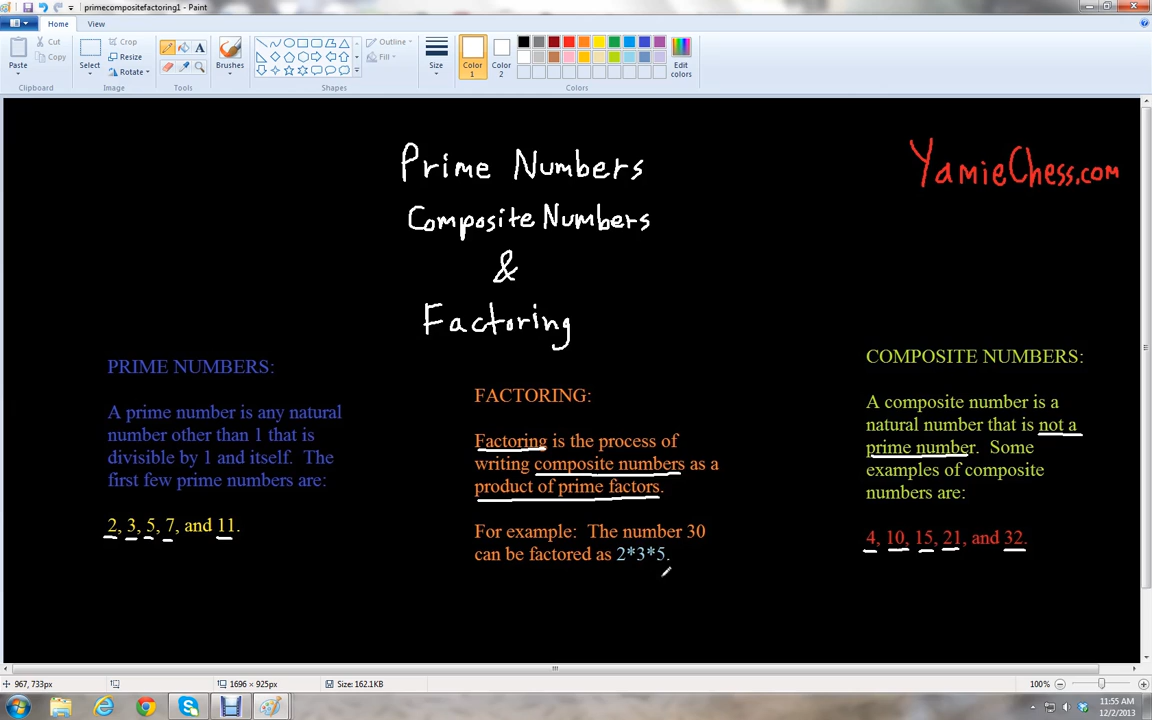 primecompositefactoring1 - Paint
Home View
Paste
Cut
Copy
Clipboard
Select
Crop
Resize
Rotate
Image
A
Tools
Brushes
Outline
Fill
Shapes
Size
Color
1
Color
2
Edit
colors
Colors
Prime Numbers
Composite Numbers
&
Factoring
YamieChess.com
PRIME NUMBERS:
A prime number is any natural
number other than 1 that is
divisible by 1 and itself. The
first few prime numbers are:
2, 3, 5, 7, and 11.
FACTORING:
Factoring is the process of
writing composite numbers as a
product of prime factors.
For example: The number 30
can be factored as 2*3*5.
COMPOSITE NUMBERS:
A composite number is a
natural number that is not a
prime number. Some
examples of composite
numbers are:
4, 10, 15, 21, and 32.
967, 733px
1696 × 925px
Size: 162.1KB
100%
11:55 AM
12/2/2013